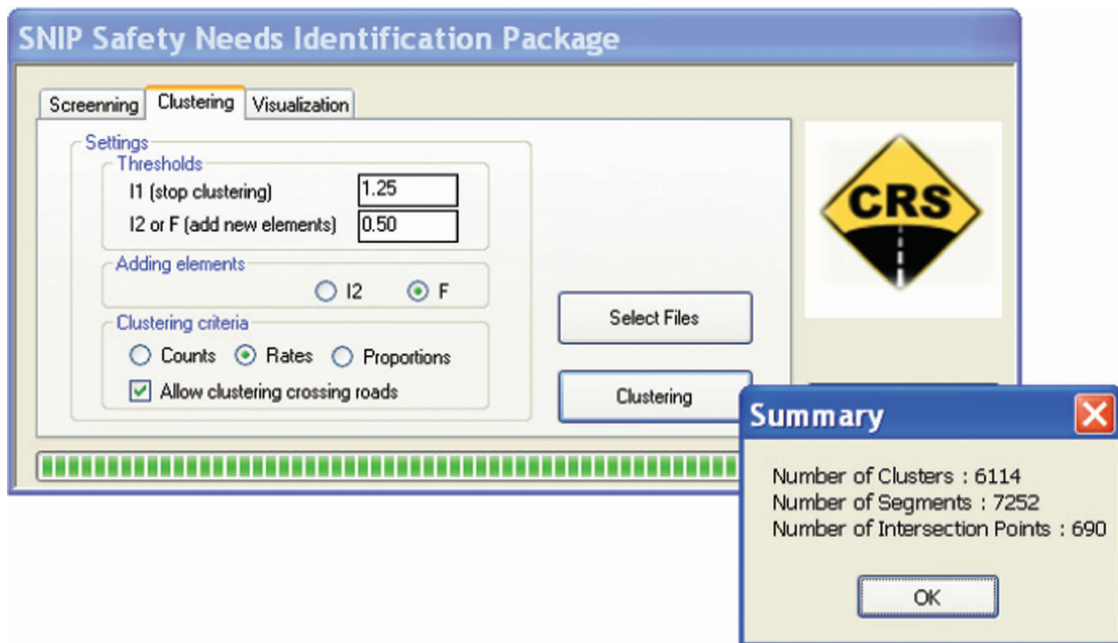 SNIP Safety Needs Identification Package
Screenning Clustering Visualization
Settings
Thresholds
I1 (stop clustering) 1.25
I2 or F (add new elements) 0.50
Adding elements
I2 F
Clustering criteria
Counts Rates Proportions
Allow clustering crossing roads
Select Files
Clustering
CRS
Summary
Number of Clusters : 6114
Number of Segments : 7252
Number of Intersection Points : 690
OK